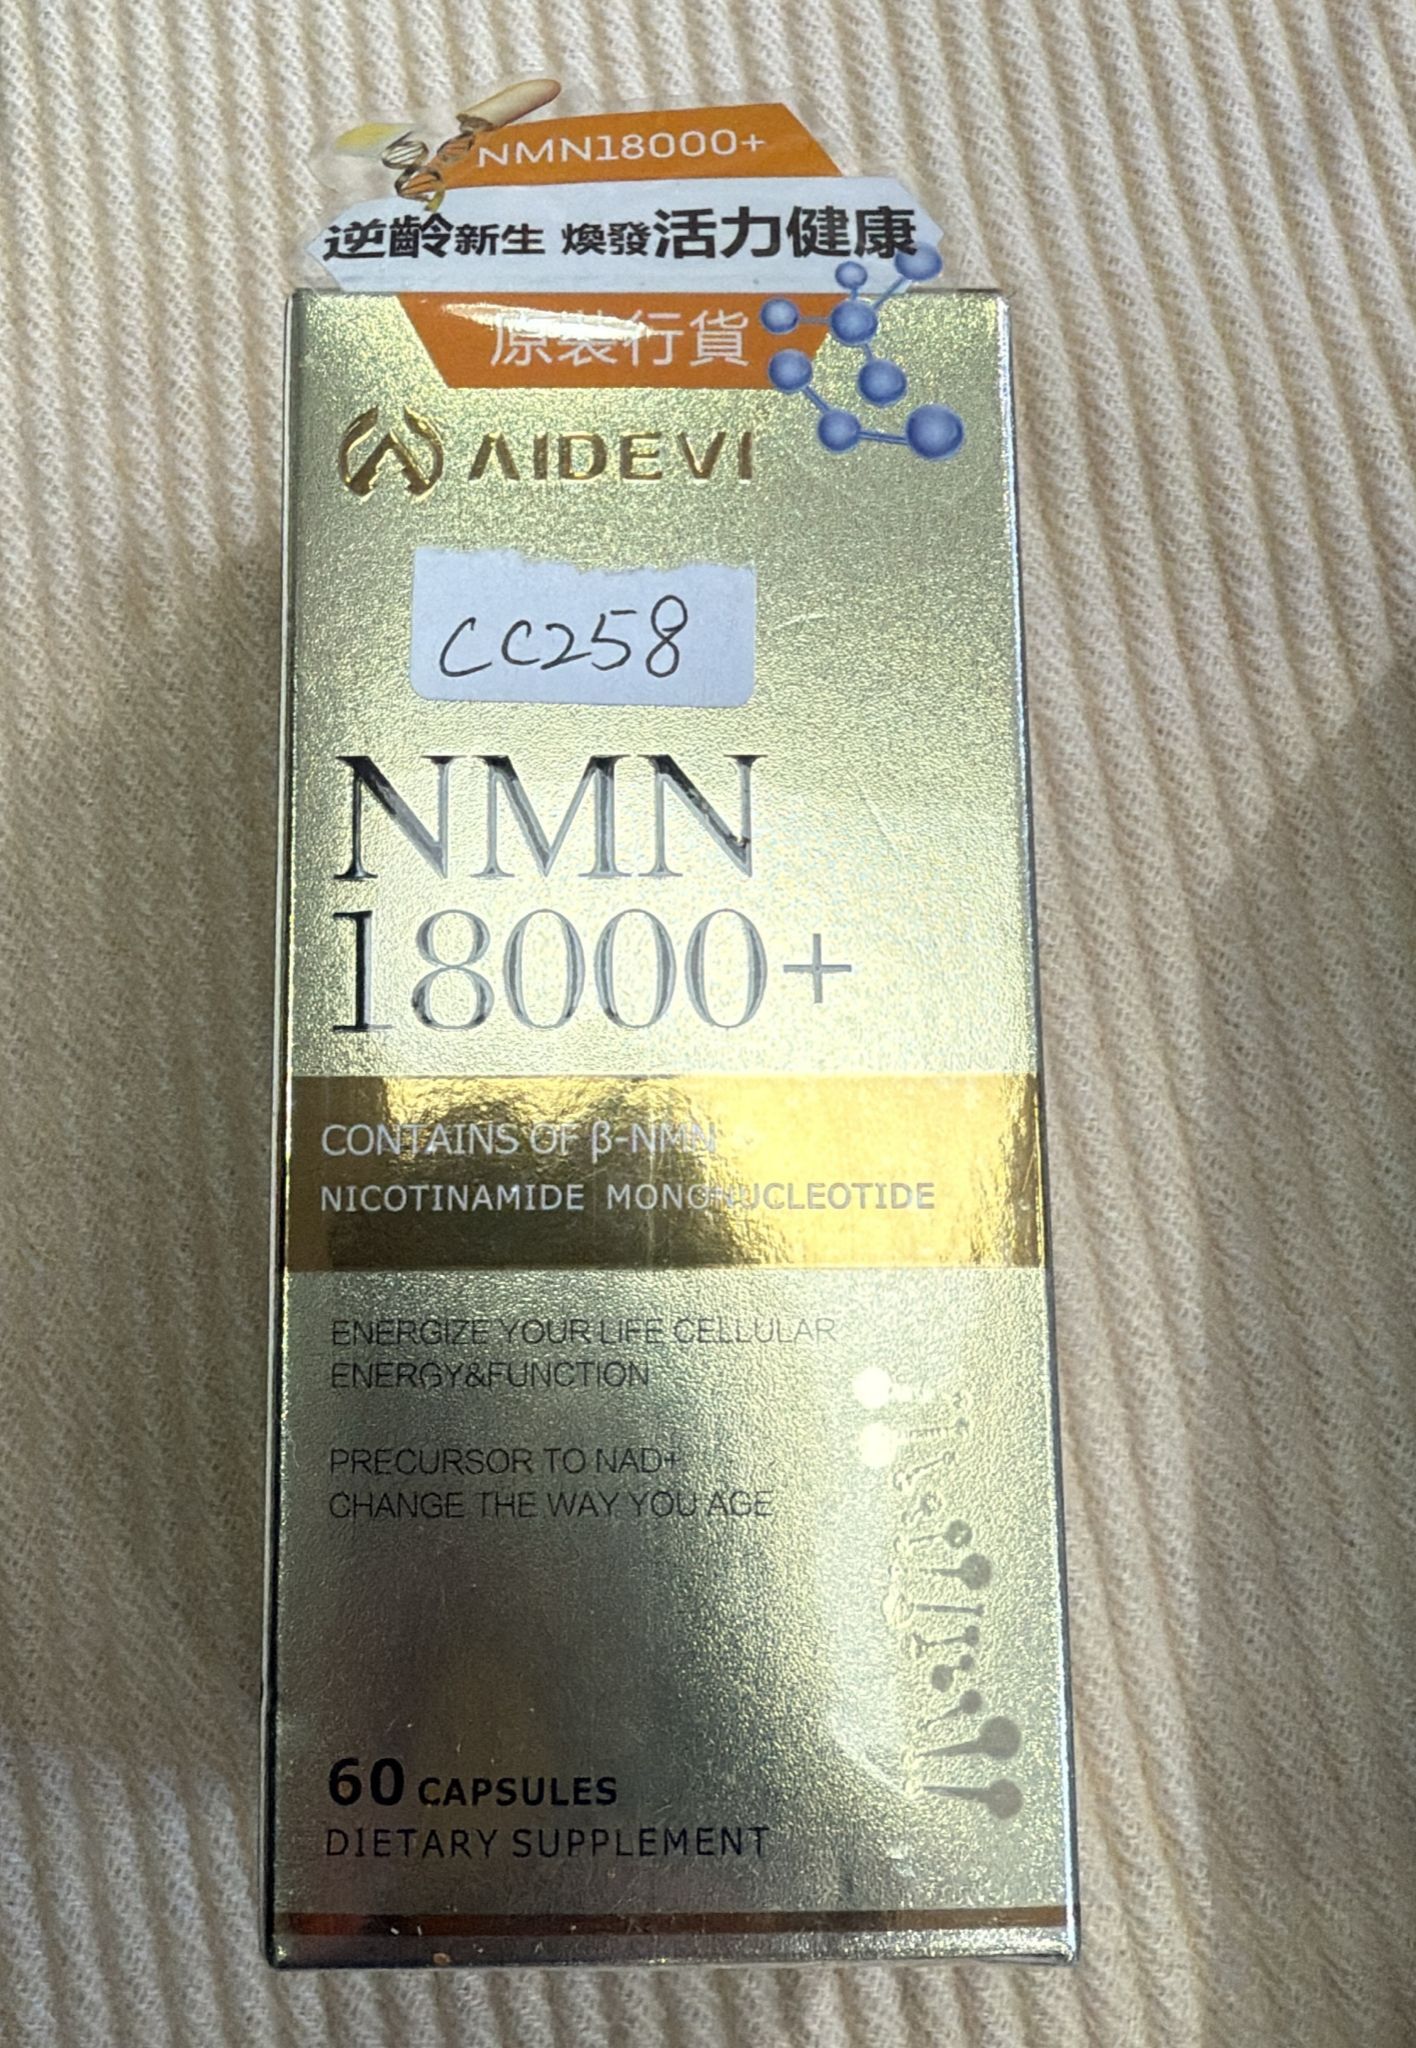 NMN18000+
逆齡新生 煥發活力健康
原裝行貨
AIDEVI
CC258
NMN
18000+
CONTAINS OF β-NMN
NICOTINAMIDE MONONUCLEOTIDE
ENERGIZE YOUR LIFE CELLULAR
ENERGY&FUNCTION
PRECURSOR TO NAD+
CHANGE THE WAY YOU AGE
60 CAPSULES
DIETARY SUPPLEMENT